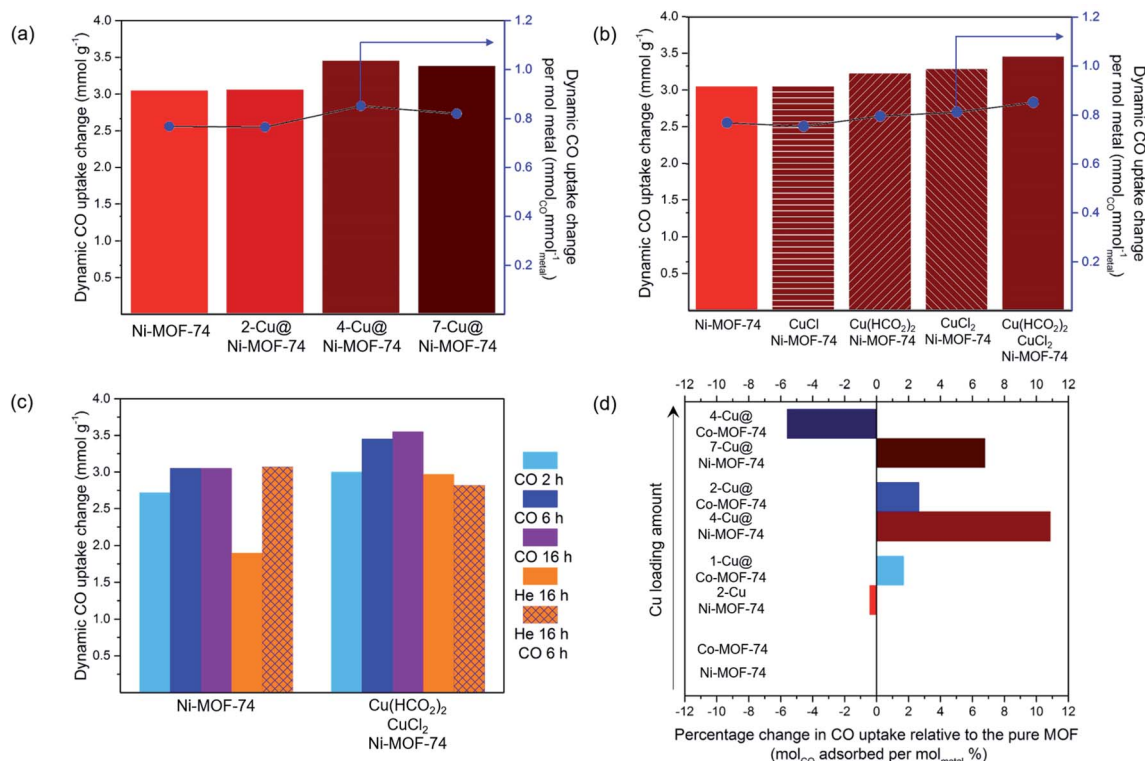 (a)
Dynamic CO uptake change (mmol g⁻¹)
4.0
3.5
3.0
2.5
2.0
1.5
1.0
0.5
1.2
1.0
0.8
0.6
0.4
0.2
Dynamic CO uptake change
per mol metal (mmol_CO mmol⁻¹_metal)
Ni-MOF-74
2-Cu@
Ni-MOF-74
4-Cu@
Ni-MOF-74
7-Cu@
Ni-MOF-74
(b)
Dynamic CO uptake change (mmol g⁻¹)
4.0
3.5
3.0
2.5
3.5
1.5
1.0
0.5
1.2
1.0
0.8
0.6
0.4
0.2
Dynamic CO uptake change
per mol metal (mmol_CO mmol⁻¹_metal)
Ni-MOF-74
CuCl
Ni-MOF-74
Cu(HCO₂)₂
Ni-MOF-74
CuCl₂
Ni-MOF-74
Cu(HCO₂)₂
CuCl₂
Ni-MOF-74
(c)
Dynamic CO uptake change (mmol g⁻¹)
4.0
3.5
3.0
2.5
2.0
1.5
1.0
0.5
Ni-MOF-74
Cu(HCO₂)₂
CuCl₂
Ni-MOF-74
CO 2 h
CO 6 h
CO 16 h
He 16 h
He 16 h
CO 6 h
(d)
-12 -10 -8 -6 -4 -2 0 2 4 6 8 10 12
Cu loading amount
4-Cu@
Co-MOF-74
7-Cu@
Ni-MOF-74
2-Cu@
Co-MOF-74
4-Cu@
Ni-MOF-74
1-Cu@
Co-MOF-74
2-Cu
Ni-MOF-74
Co-MOF-74
Ni-MOF-74
-12 -10 -8 -6 -4 -2 0 2 4 6 8 10 12
Percentage change in CO uptake relative to the pure MOF
(mol_CO adsorbed per mol_metal %)